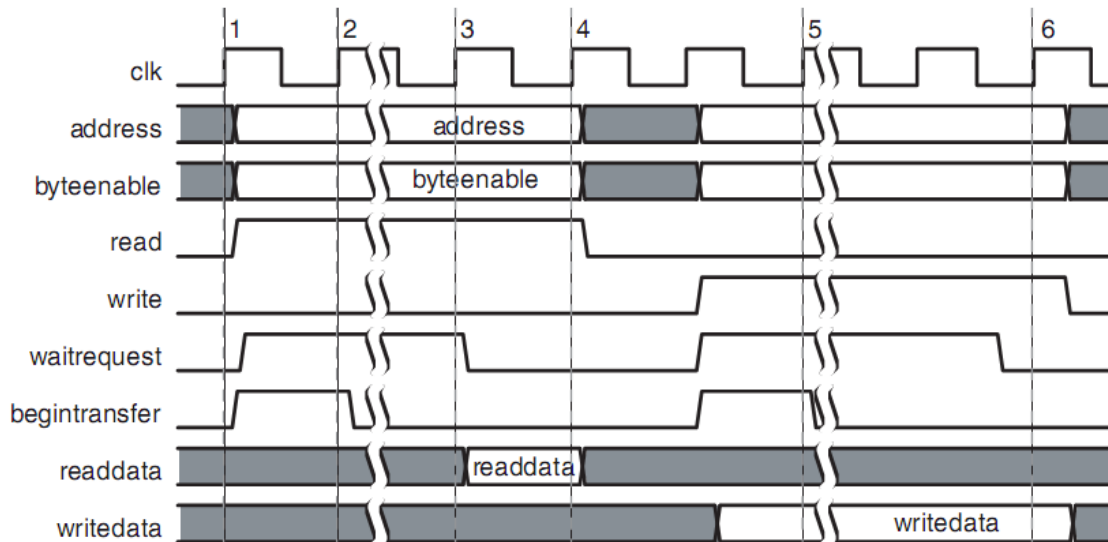 1 2 3 4 5 6
clk
address address
byteenable byteenable
read
write
waitrequest
begintransfer
readdata readdata
writedata writedata